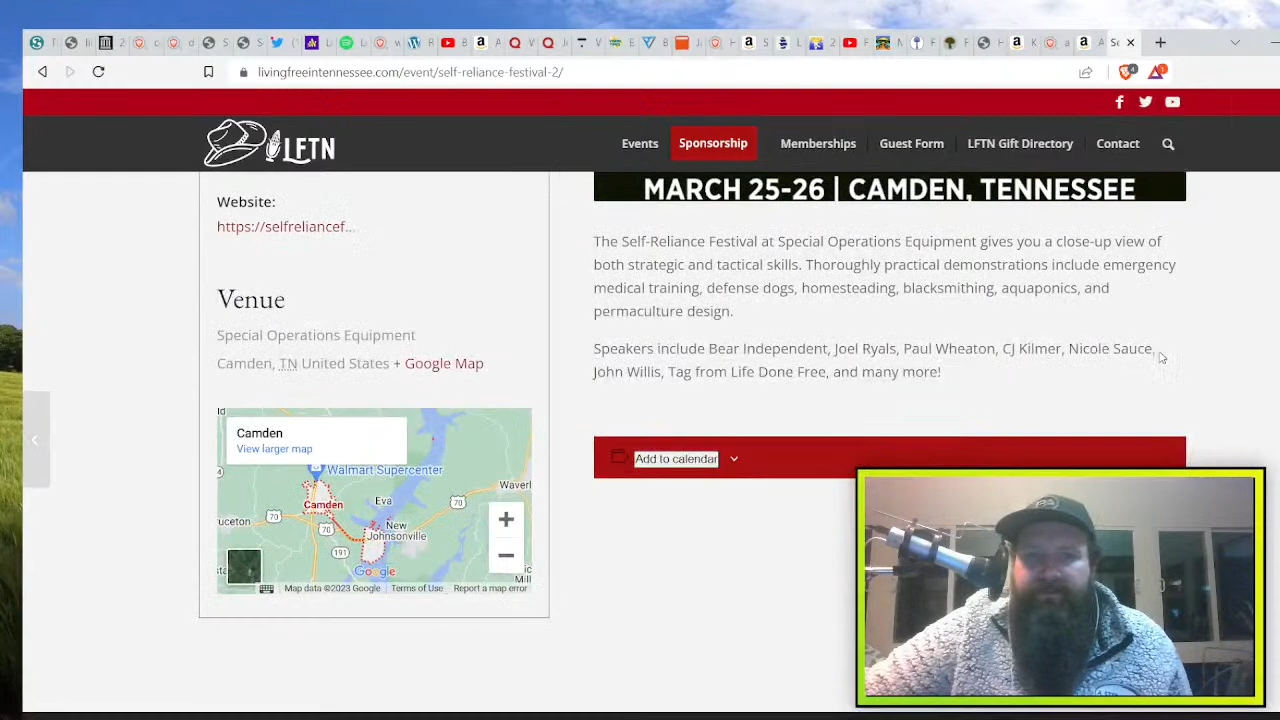 livingfreeintennessee.com/event/self-reliance-festival-2/
LFTN
Events
Sponsorship
Memberships
Guest Form
LFTN Gift Directory
Contact
Website:
https://selfreliancef...
Venue
Special Operations Equipment
Camden, TN United States + Google Map
Camden
View larger map
Walmart Supercenter
Camden
Eva
Waverl
New
Johnsonville
70
70
70
191
Google
Map data ©2023 Google
Terms of Use
Report a map error
MARCH 25-26 | CAMDEN, TENNESSEE
The Self-Reliance Festival at Special Operations Equipment gives you a close-up view of
both strategic and tactical skills. Thoroughly practical demonstrations include emergency
medical training, defense dogs, homesteading, blacksmithing, aquaponics, and
permaculture design.
Speakers include Bear Independent, Joel Ryals, Paul Wheaton, CJ Kilmer, Nicole Sauce,
John Willis, Tag from Life Done Free, and many more!
Add to calendar